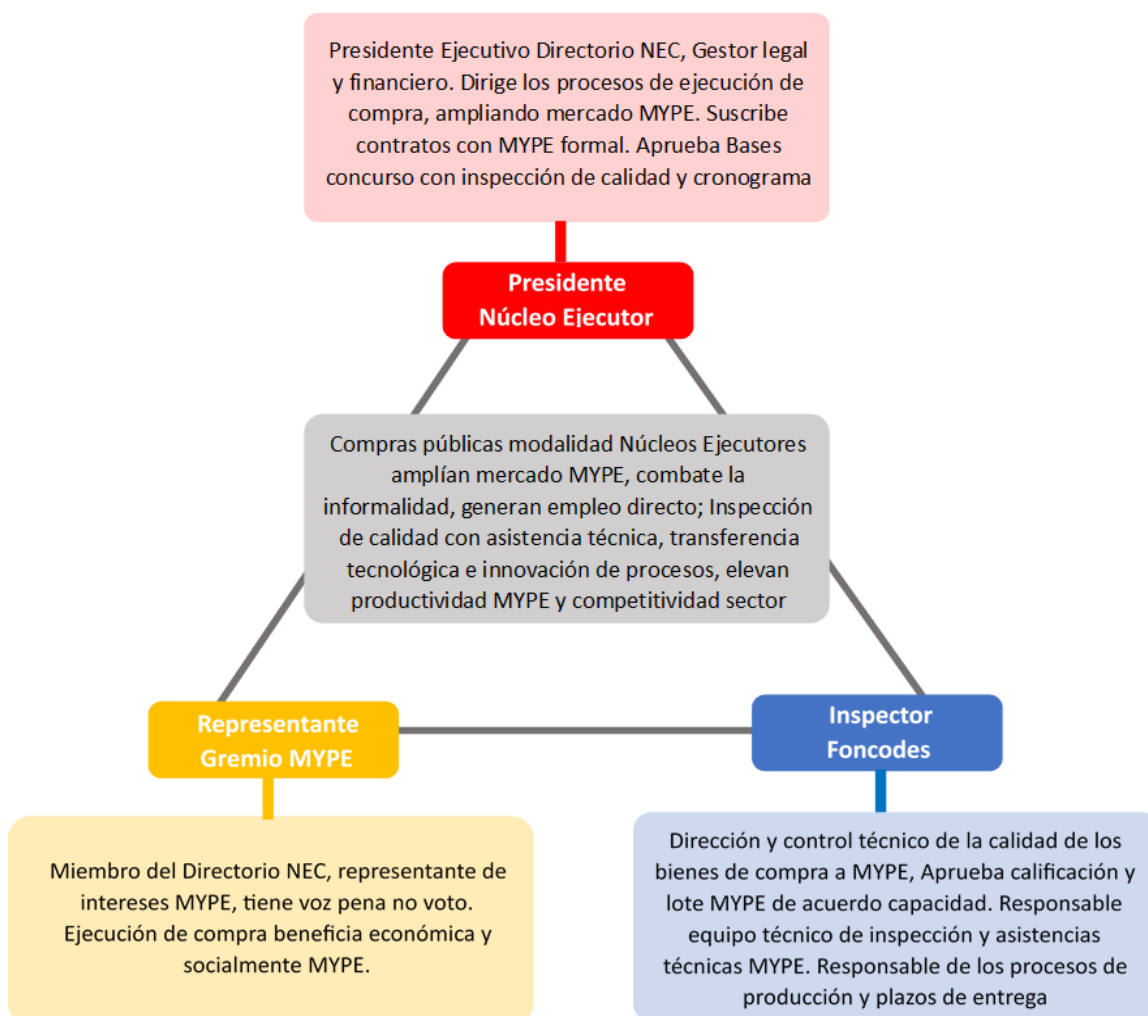 Presidente Ejecutivo Directorio NEC, Gestor legal
y financiero. Dirige los procesos de ejecución de
compra, ampliando mercado MYPE. Suscribe
contratos con MYPE formal. Aprueba Bases
concurso con inspección de calidad y cronograma
Presidente
Núcleo Ejecutor
Compras públicas modalidad Núcleos Ejecutores
amplían mercado MYPE, combate la
informalidad, generan empleo directo; Inspección
de calidad con asistencia técnica, transferencia
tecnológica e innovación de procesos, elevan
productividad MYPE y competitividad sector
Representante
Gremio MYPE
Miembro del Directorio NEC, representante de
intereses MYPE, tiene voz pena no voto.
Ejecución de compra beneficia económica y
socialmente MYPE.
Inspector
Foncodes
Dirección y control técnico de la calidad de los
bienes de compra a MYPE, Aprueba calificación y
lote MYPE de acuerdo capacidad. Responsable
equipo técnico de inspección y asistencias
técnicas MYPE. Responsable de los procesos de
producción y plazos de entrega